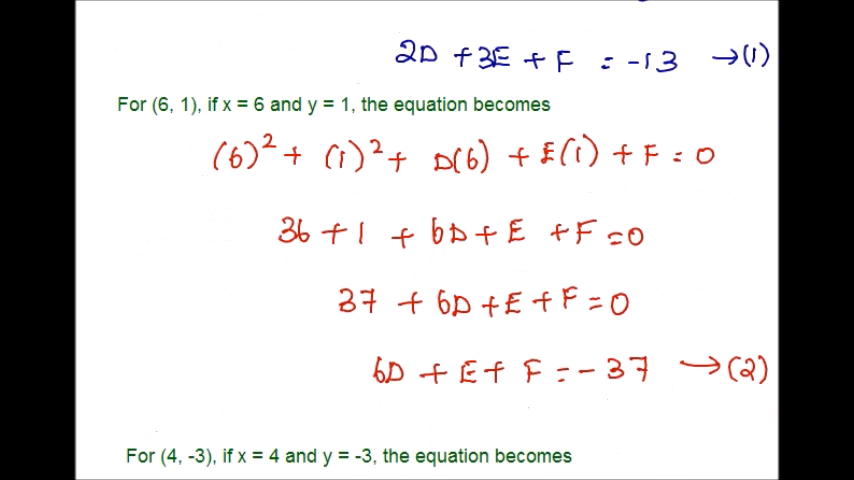 2D + 3E + F = -13 → (1)
For (6, 1), if x = 6 and y = 1, the equation becomes
(6)² + (1)² + D(6) + E(1) + F = 0
36 + 1 + 6D + E + F = 0
37 + 6D + E + F = 0
6D + E + F = - 37 → (2)
For (4, -3), if x = 4 and y = -3, the equation becomes